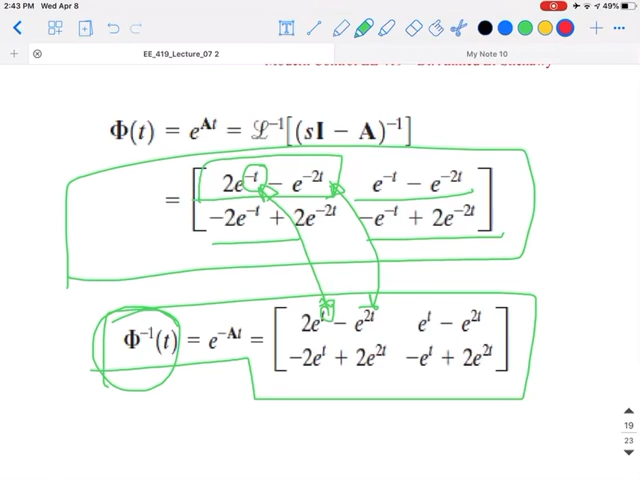 2:43 PM Wed Apr 8 49%
EE_419_Lecture_07 2 My Note 10
Φ(t) = e^{At} = ℒ^{-1}[(sI − A)^{-1}]
= [ 2e^{-t} − e^{-2t} e^{-t} − e^{-2t}
−2e^{-t} + 2e^{-2t} −e^{-t} + 2e^{-2t} ]
Φ^{-1}(t) = e^{-At} = [ 2e^{t} − e^{2t} e^{t} − e^{2t}
−2e^{t} + 2e^{2t} −e^{t} + 2e^{2t} ]
19
23